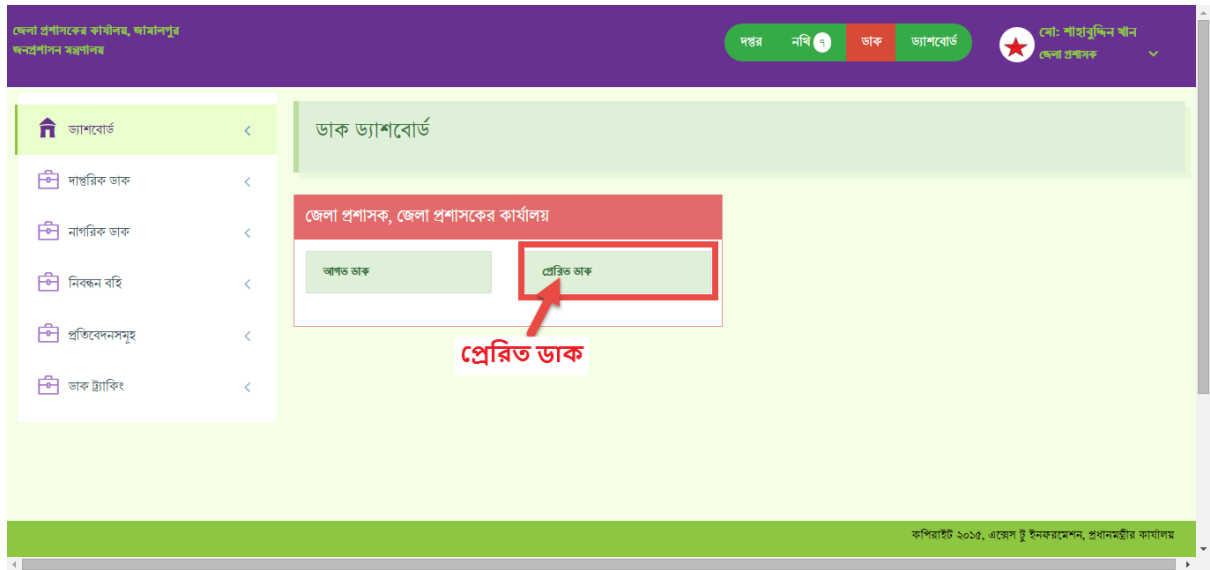 জেলা প্রশাসকের কার্যালয়, জামালপুর
জনপ্রশাসন মন্ত্রণালয়
দপ্তর নথি ৭ ডাক ড্যাশবোর্ড
মো: শাহাবুদ্দিন খান
জেলা প্রশাসক
ড্যাশবোর্ড
ডাক ড্যাশবোর্ড
দাপ্তরিক ডাক
নাগরিক ডাক
নিবন্ধন বহি
প্রতিবেদনসমূহ
ডাক ট্র্যাকিং
জেলা প্রশাসক, জেলা প্রশাসকের কার্যালয়
আগত ডাক
প্রেরিত ডাক
প্রেরিত ডাক
কপিরাইট ২০১৫, এক্সেস টু ইনফরমেশন, প্রধানমন্ত্রীর কার্যালয়